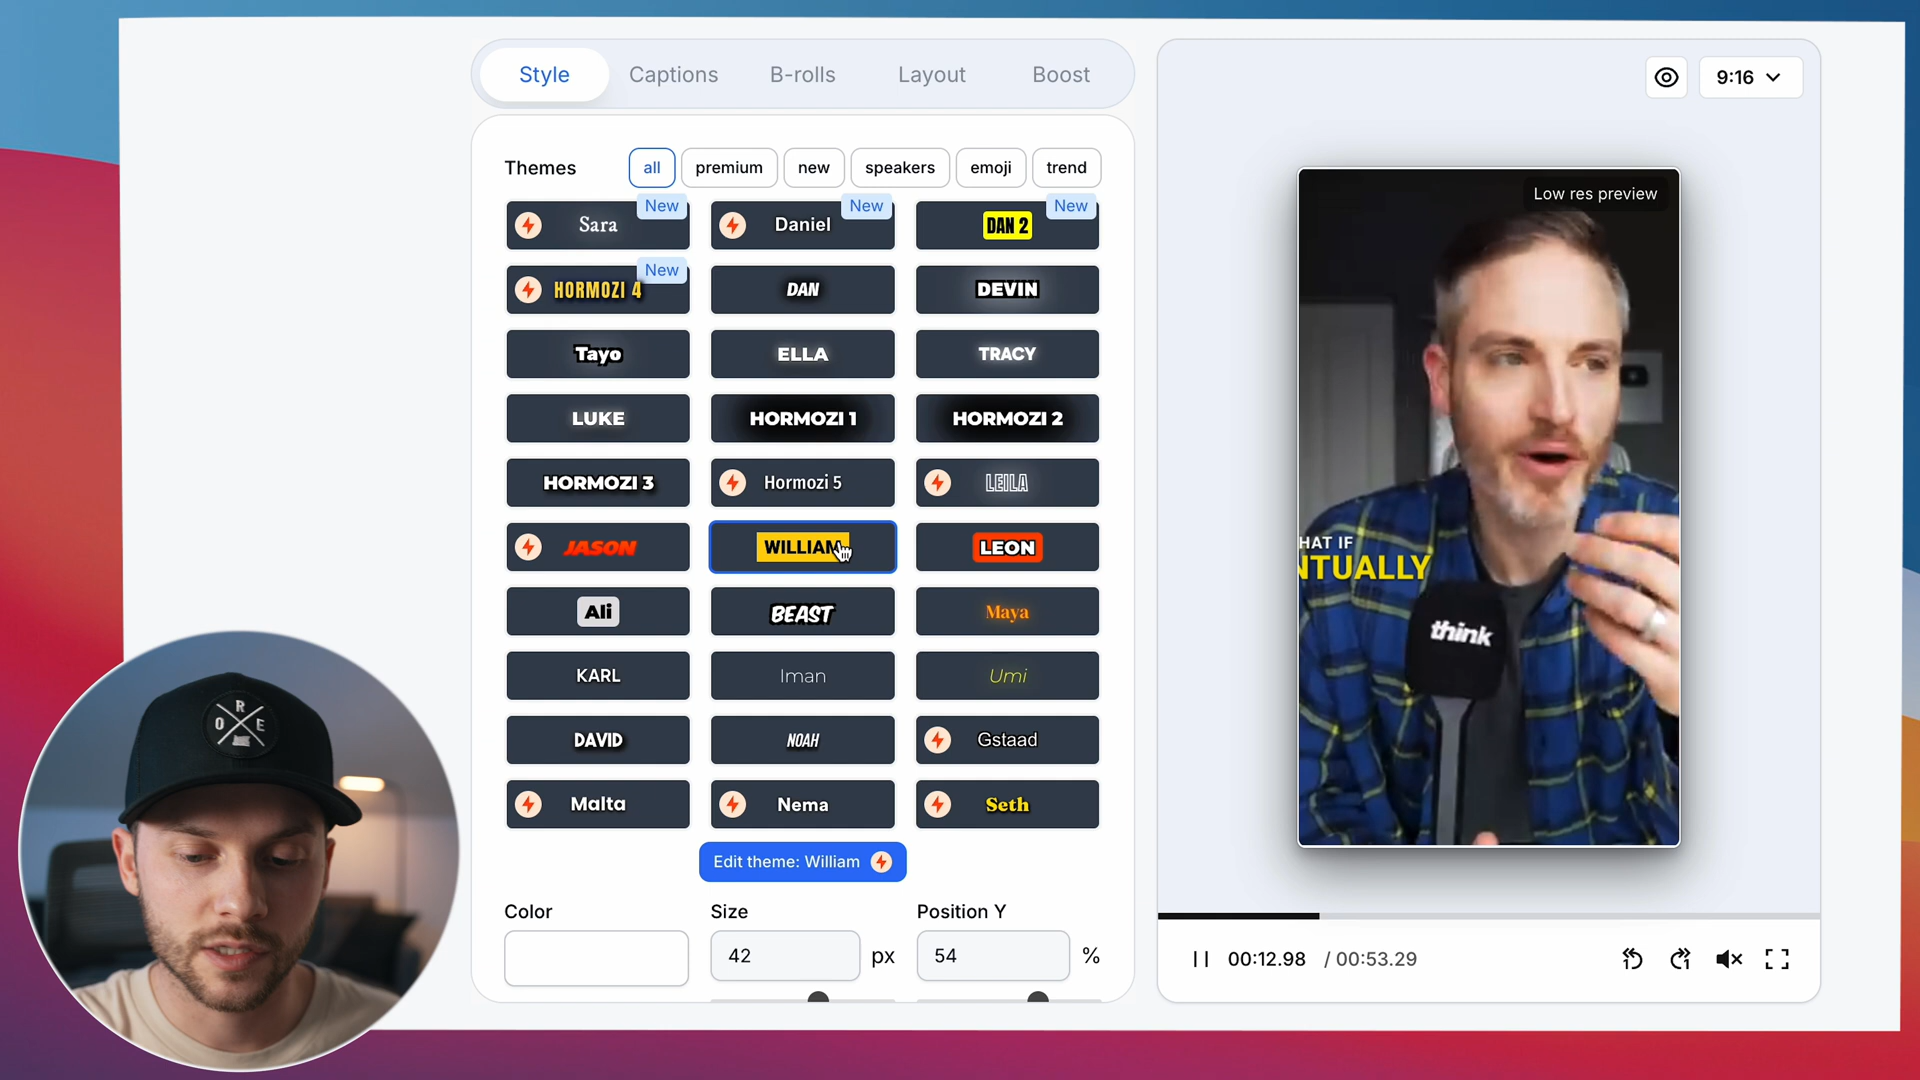 Style Captions B-rolls Layout Boost
Themes all premium new speakers emoji trend
Sara New Daniel New DAN 2 New
HORMOZI 4 New DAN DEVIN
Tayo ELLA TRACY
LUKE HORMOZI 1 HORMOZI 2
HORMOZI 3 Hormozi 5 LEILA
JASON WILLIAM LEON
Ali BEAST Maya
KARL Iman Umi
DAVID NOAH Gstaad
Malta Nema Seth
Edit theme: William
Color Size Position Y
42 px 54 %
9:16
Low res preview
HAT IF
NTUALLY
think
00:12.98 / 00:53.29
O R E